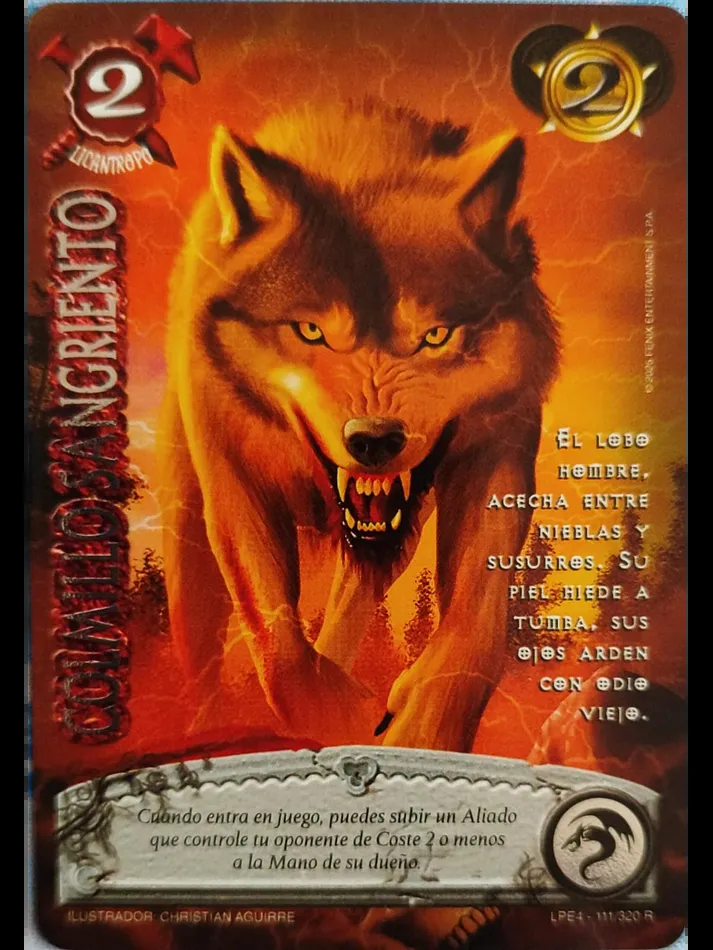 2
LICANTROPO
2
COLMILLO SANGRIENTO
© 2025 FENIX ENTERTAINMENT S.P.A.
EL LOBO
HOMBRE,
ACECHA ENTRE
NIEBLAS Y
SUSURROS. SU
PIEL HIEDE A
TUMBA, SUS
OJOS ARDEN
CON ODIO
VIEJO.
Cuando entra en juego, puedes subir un Aliado
que controle tu oponente de Coste 2 o menos
a la Mano de su dueño.
ILUSTRADOR: CHRISTIAN AGUIRRE
LPE4 - 111/320 R